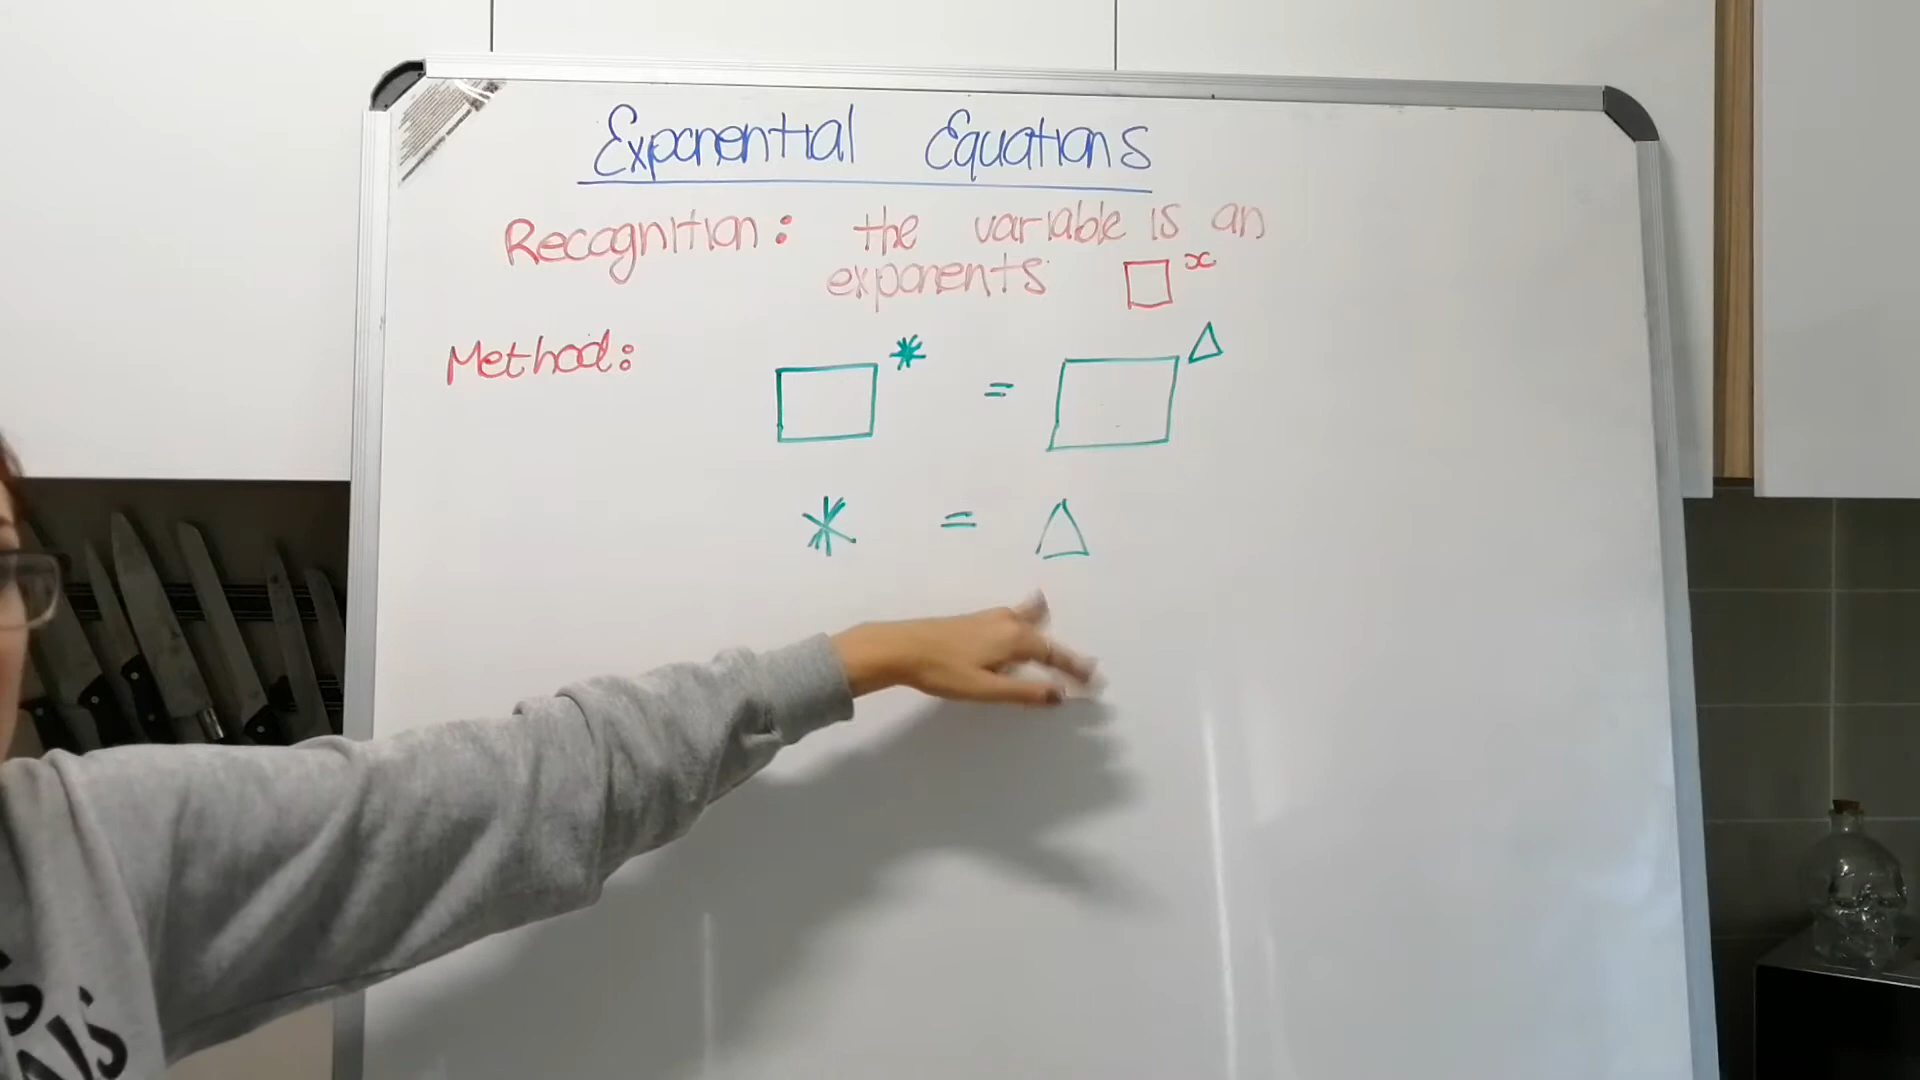 Exponential Equations
Recognition: the variable is an
exponents □ x
Method: □ * = □ △
* = △